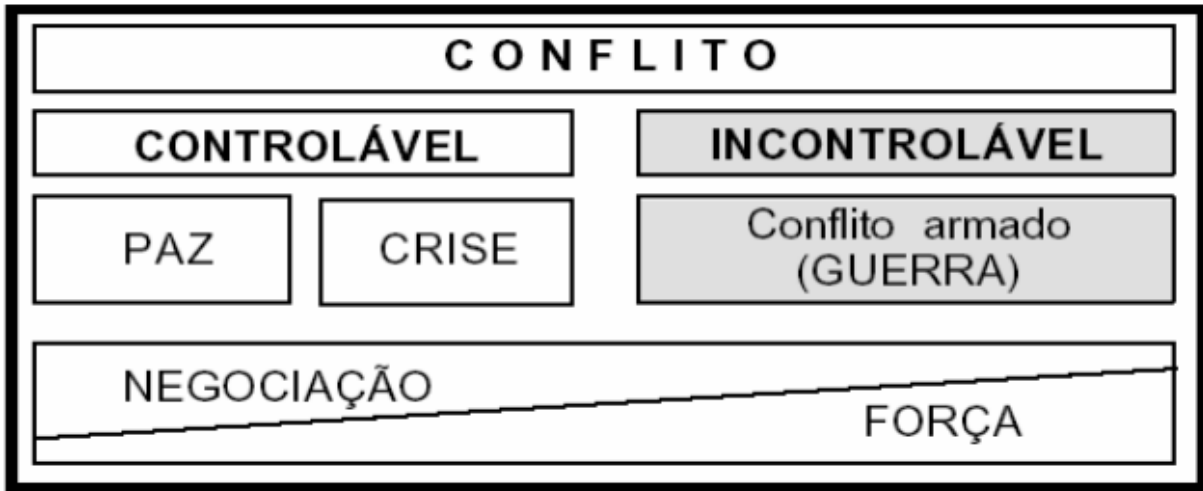 CONFLITO
CONTROLÁVEL
INCONTROLÁVEL
PAZ
CRISE
Conflito armado
(GUERRA)
NEGOCIAÇÃO
FORÇA